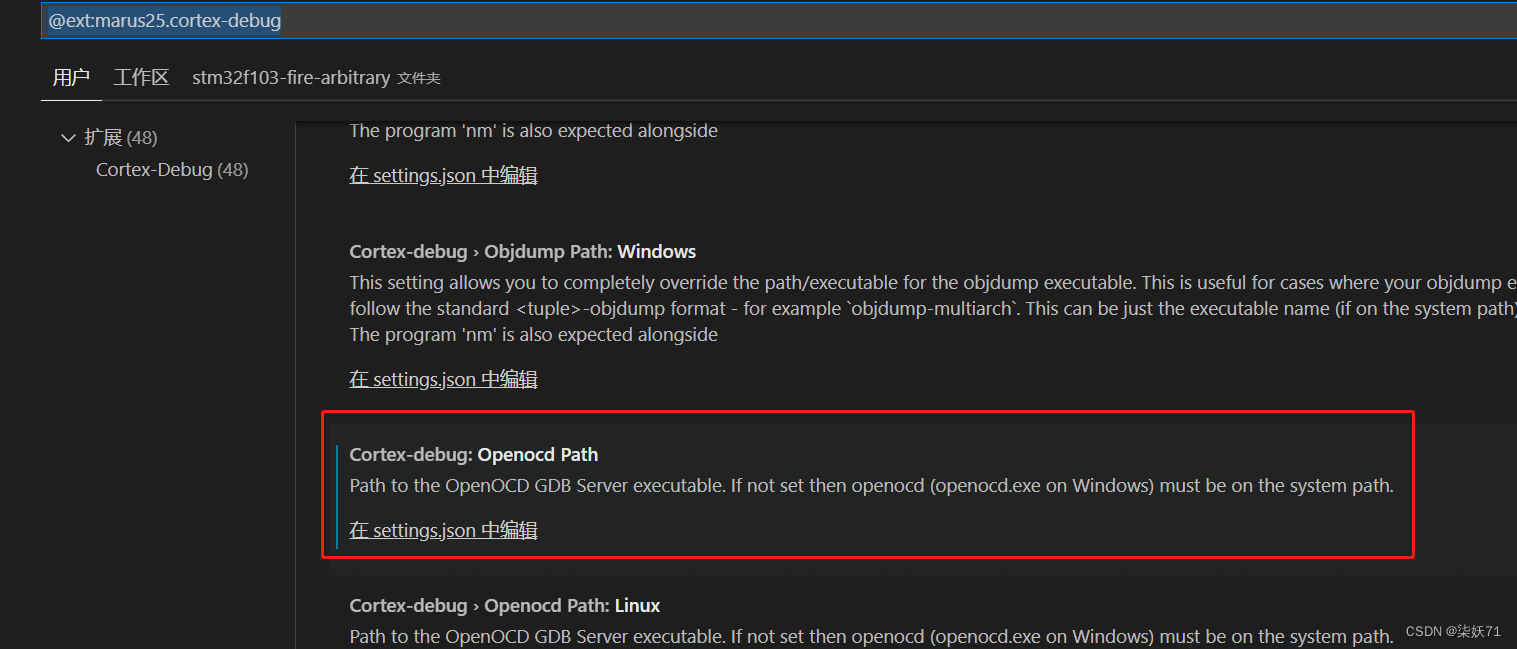 @ext:marus25.cortex-debug
用户 工作区 stm32f103-fire-arbitrary 文件夹
扩展 (48)
Cortex-Debug (48)
The program 'nm' is also expected alongside
在 settings.json 中编辑
Cortex-debug › Objdump Path: Windows
This setting allows you to completely override the path/executable for the objdump executable. This is useful for cases where your objdump e
follow the standard <tuple>-objdump format - for example `objdump-multiarch`. This can be just the executable name (if on the system path)
The program 'nm' is also expected alongside
在 settings.json 中编辑
Cortex-debug: Openocd Path
Path to the OpenOCD GDB Server executable. If not set then openocd (openocd.exe on Windows) must be on the system path.
在 settings.json 中编辑
Cortex-debug › Openocd Path: Linux
Path to the OpenOCD GDB Server executable. If not set then openocd (openocd.exe on Windows) must be on the system path.
CSDN @柒妖71